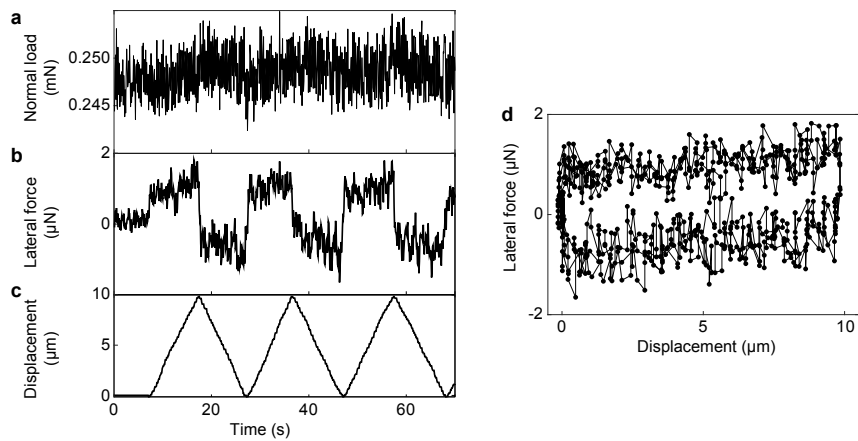 a
Normal load
(mN)
0.250
0.245
b
Lateral force
(µN)
2
0
c
Displacement
(µm)
10
5
0
0
20
40
60
Time (s)
d
Lateral force (µN)
2
0
-2
0
5
10
Displacement (µm)